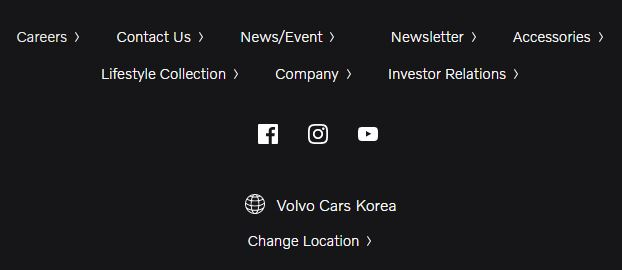 Careers > Contact Us > News/Event > Newsletter > Accessories >
Lifestyle Collection > Company > Investor Relations >
Volvo Cars Korea
Change Location >